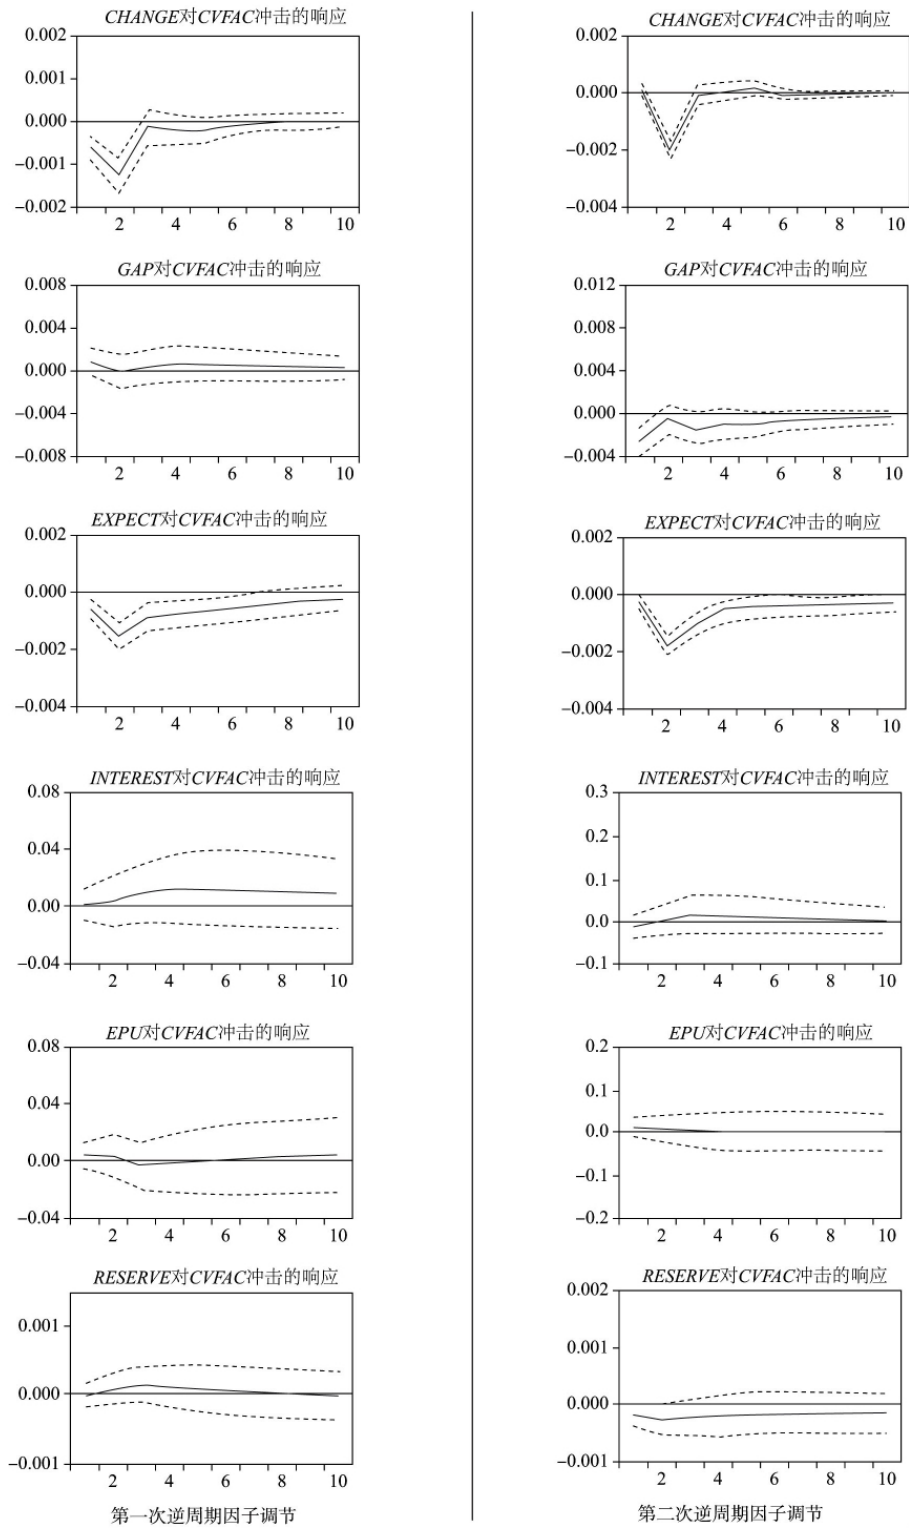 CHANGE对CVFAC冲击的响应
0.002
0.001
0.000
−0.001
−0.002
2 4 6 8 10
GAP对CVFAC冲击的响应
0.008
0.004
0.000
−0.004
−0.008
2 4 6 8 10
EXPECT对CVFAC冲击的响应
0.002
0.000
−0.002
−0.004
2 4 6 8 10
INTEREST对CVFAC冲击的响应
0.08
0.04
0.00
−0.04
2 4 6 8 10
EPU对CVFAC冲击的响应
0.08
0.04
0.00
−0.04
2 4 6 8 10
RESERVE对CVFAC冲击的响应
0.001
0.000
−0.001
2 4 6 8 10
第一次逆周期因子调节
CHANGE对CVFAC冲击的响应
0.002
0.000
−0.002
−0.004
2 4 6 8 10
GAP对CVFAC冲击的响应
0.012
0.008
0.004
0.000
−0.004
2 4 6 8 10
EXPECT对CVFAC冲击的响应
0.002
0.000
−0.002
−0.004
2 4 6 8 10
INTEREST对CVFAC冲击的响应
0.3
0.2
0.1
0.0
−0.1
2 4 6 8 10
EPU对CVFAC冲击的响应
0.2
0.1
0.0
−0.1
−0.2
2 4 6 8 10
RESERVE对CVFAC冲击的响应
0.002
0.001
0.000
−0.001
2 4 6 8 10
第二次逆周期因子调节